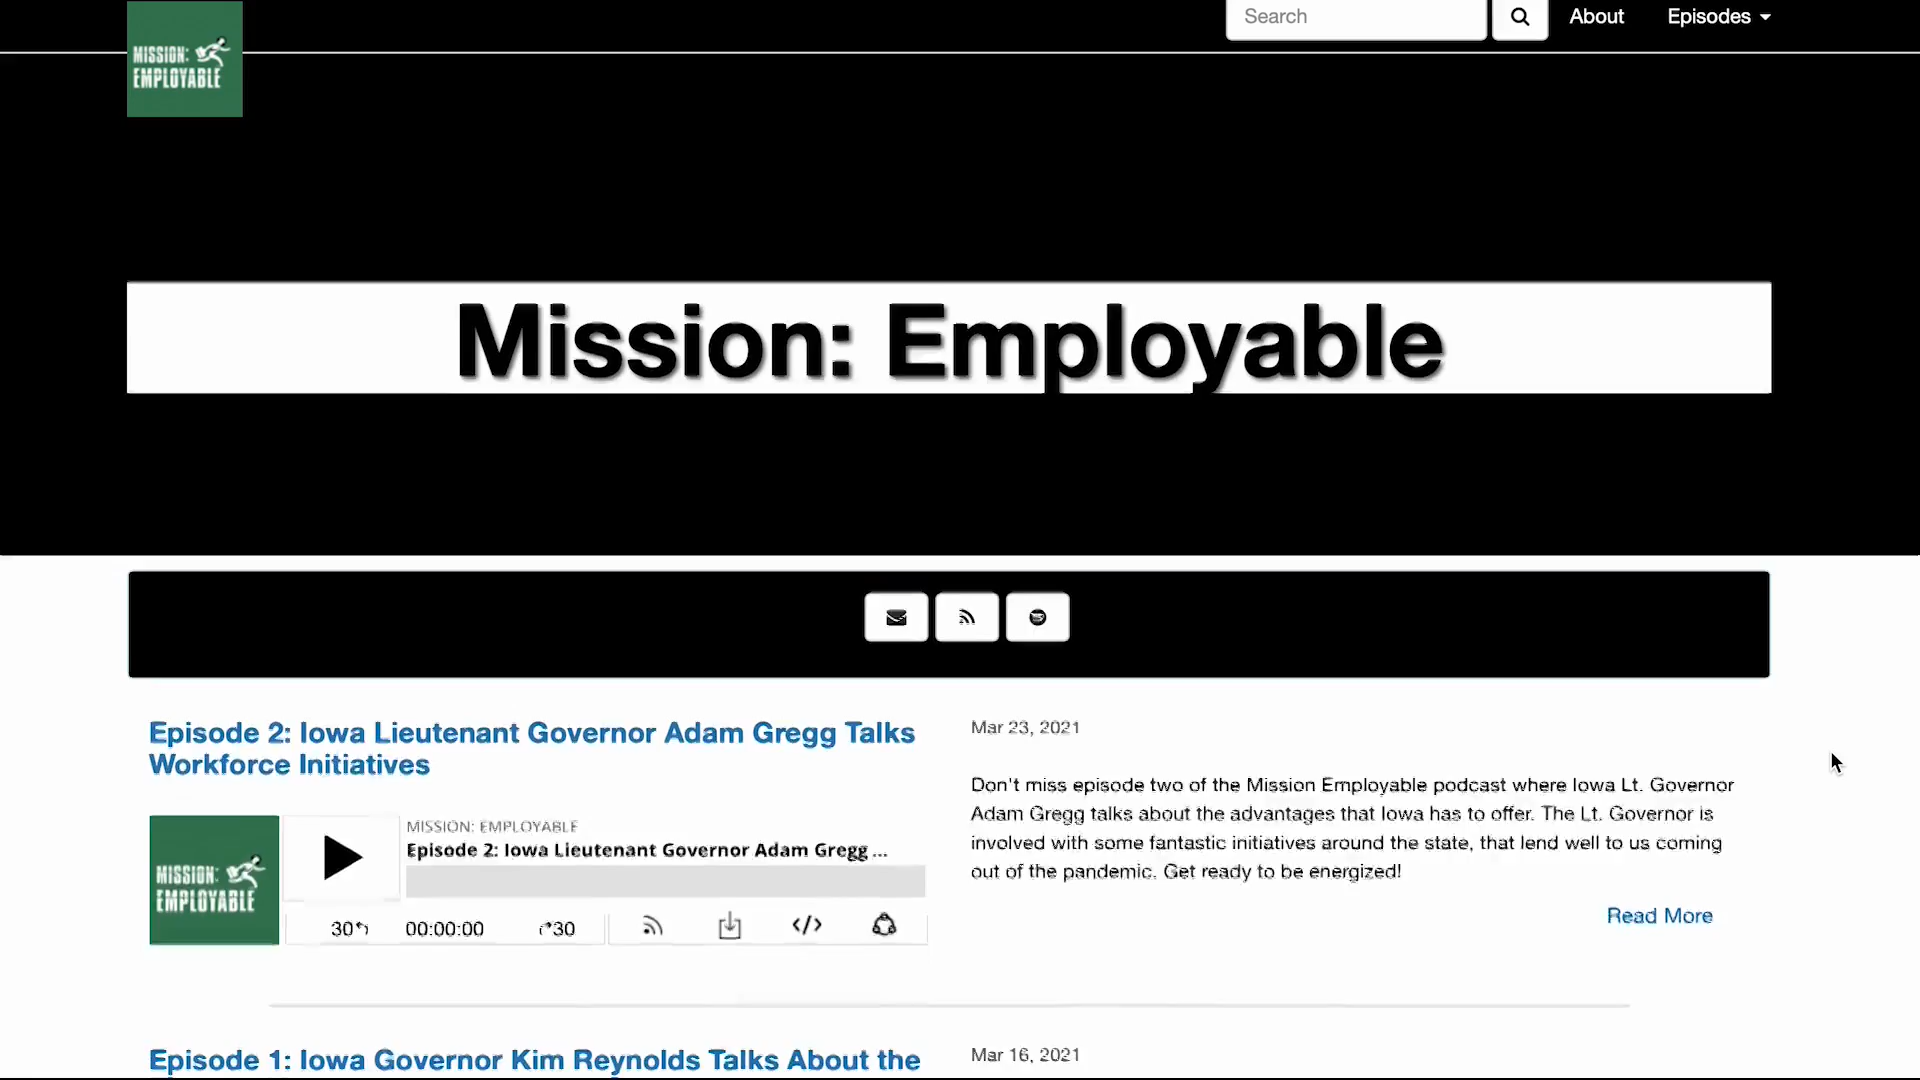 Search
About
Episodes
MISSION:
EMPLOYABLE
Mission: Employable
Episode 2: Iowa Lieutenant Governor Adam Gregg Talks
Workforce Initiatives
Mar 23, 2021
Don't miss episode two of the Mission Employable podcast where Iowa Lt. Governor
Adam Gregg talks about the advantages that Iowa has to offer. The Lt. Governor is
involved with some fantastic initiatives around the state, that lend well to us coming
out of the pandemic. Get ready to be energized!
Read More
MISSION:
EMPLOYABLE
MISSION: EMPLOYABLE
Episode 2: Iowa Lieutenant Governor Adam Gregg ...
30
00:00:00
30
</>
Episode 1: Iowa Governor Kim Reynolds Talks About the
Mar 16, 2021